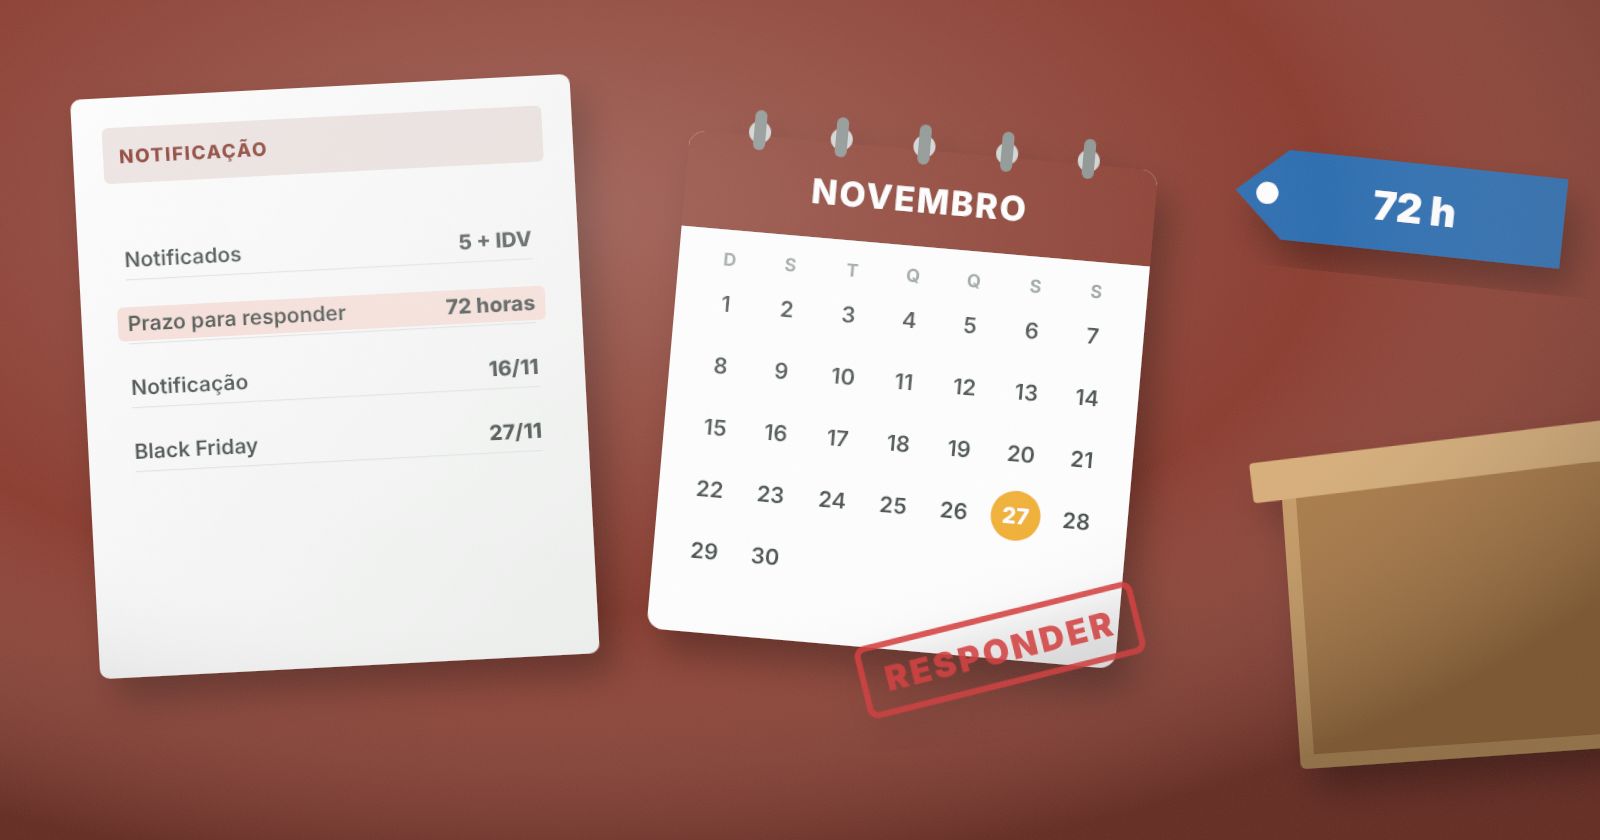 NOTIFICAÇÃO
Notificados 5 + IDV
Prazo para responder 72 horas
Notificação 16/11
Black Friday 27/11
NOVEMBRO
D S T Q Q S S
1 2 3 4 5 6 7
8 9 10 11 12 13 14
15 16 17 18 19 20 21
22 23 24 25 26 27 28
29 30
RESPONDER
72 h